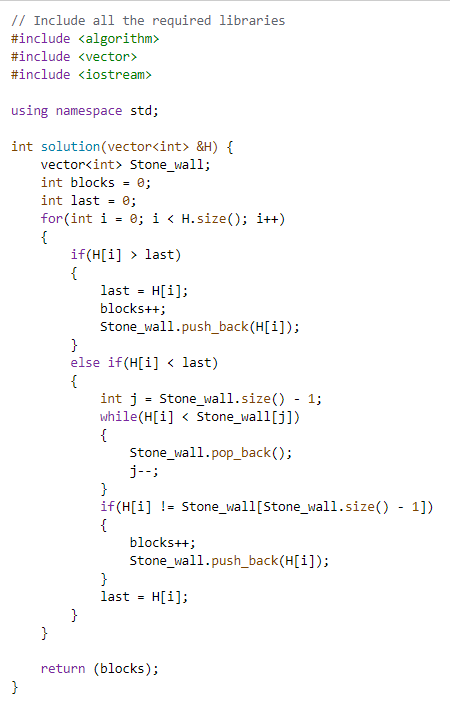 // Include all the required libraries
#include <algorithm>
#include <vector>
#include <iostream>

using namespace std;

int solution(vector<int> &H) {
    vector<int> Stone_wall;
    int blocks = 0;
    int last = 0;
    for(int i = 0; i < H.size(); i++)
    {
        if(H[i] > last)
        {
            last = H[i];
            blocks++;
            Stone_wall.push_back(H[i]);
        }
        else if(H[i] < last)
        {
            int j = Stone_wall.size() - 1;
            while(H[i] < Stone_wall[j])
            {
                Stone_wall.pop_back();
                j--;
            }
            if(H[i] != Stone_wall[Stone_wall.size() - 1])
            {
                blocks++;
                Stone_wall.push_back(H[i]);
            }
            last = H[i];
        }
    }

    return (blocks);
}